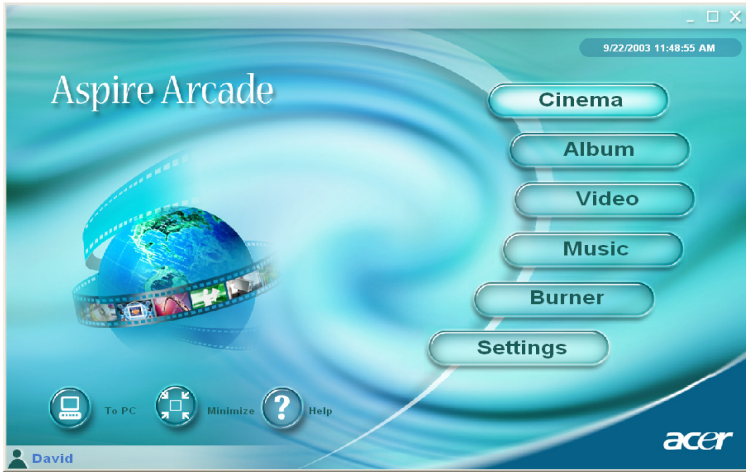 9/22/2003 11:48:55 AM
Aspire Arcade
Cinema
Album
Video
Music
Burner
Settings
To PC
Minimize
Help
acer
David